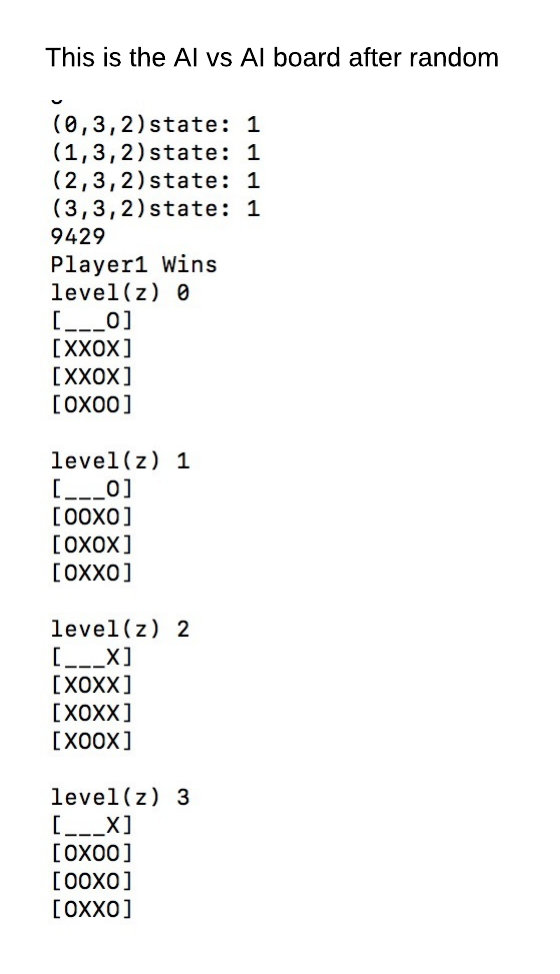 This is the AI vs AI board after random
(0,3,2)state: 1
(1,3,2)state: 1
(2,3,2)state: 1
(3,3,2)state: 1
9429
Player1 Wins
level(z) 0
[___O]
[XXOX]
[XXOX]
[OXOO]
level(z) 1
[___O]
[OOXO]
[OXOX]
[OXXO]
level(z) 2
[___X]
[XOXX]
[XOXX]
[XOOX]
level(z) 3
[___X]
[OXOO]
[OOXO]
[OXXO]